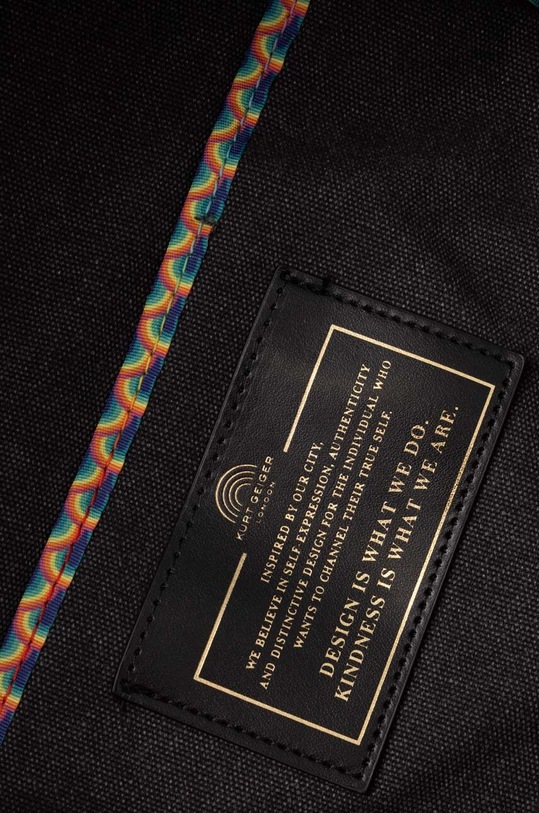 KURT GEIGER
LONDON
INSPIRED BY OUR CITY,
WE BELIEVE IN SELF EXPRESSION, AUTHENTICITY
AND DISTINCTIVE DESIGN FOR THE INDIVIDUAL WHO
WANTS TO CHANNEL THEIR TRUE SELF.
DESIGN IS WHAT WE DO.
KINDNESS IS WHAT WE ARE.